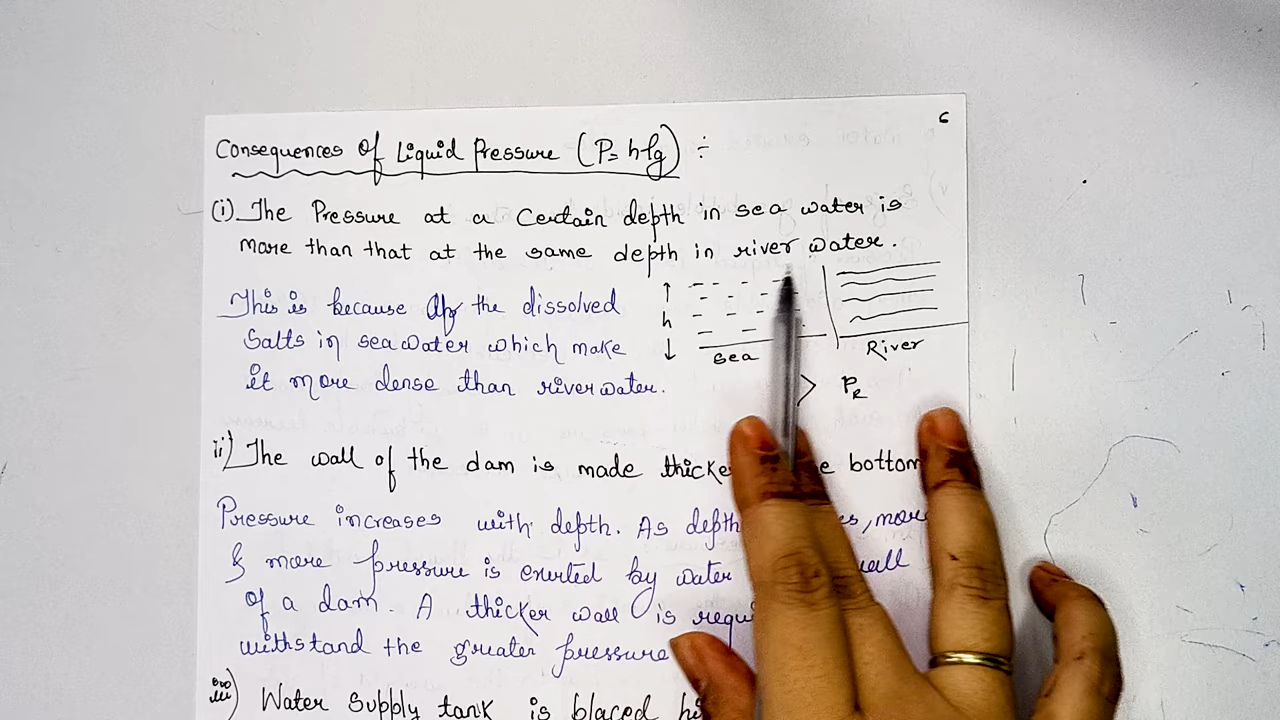 6
Consequences Of Liquid Pressure (P= hρg) ÷
(i) The Pressure at a Certain depth in sea water is
more than that at the same depth in river water.
This is because of the dissolved
Salts in sea water which make
it more dense than river water.
h
Sea
River
> PR
ii) The wall of the dam is made bottom
Pressure increases with depth. As more
& more pressure is exerted by water wall
of a dam. A thicker wall is
withstand the greater pressure
iii) Water Supply tank is placed